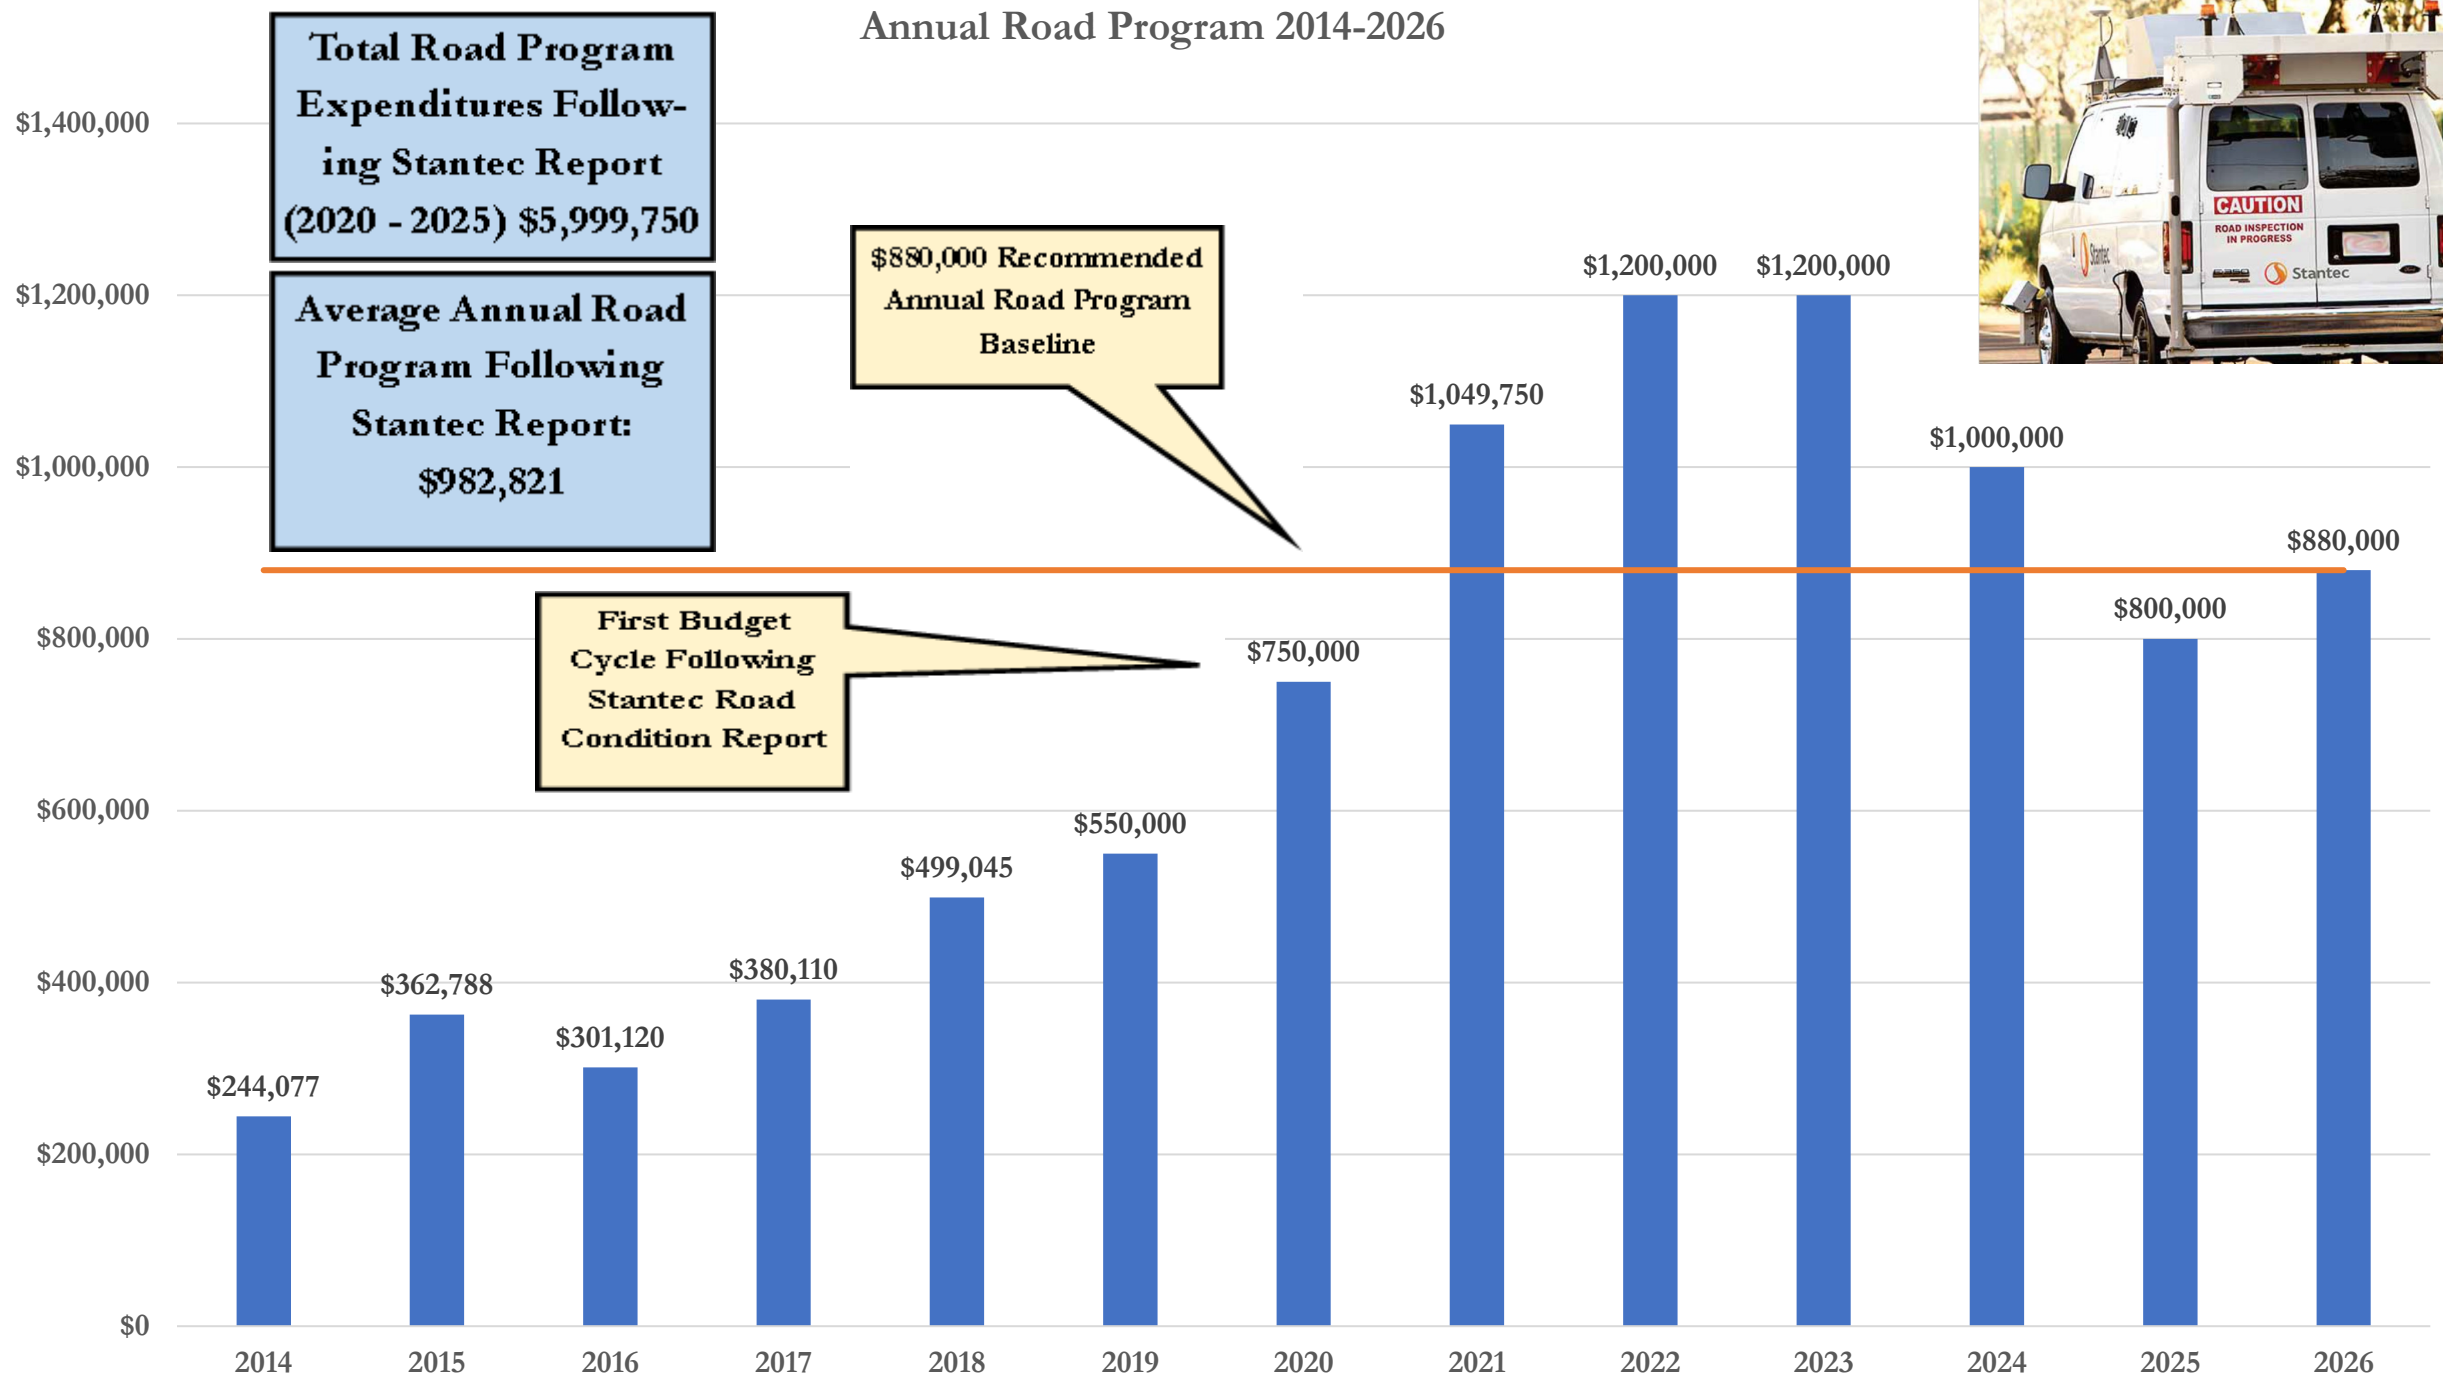 Annual Road Program 2014-2026
Total Road Program
Expenditures Follow-
ing Stantec Report
(2020 - 2025) $5,999,750
Average Annual Road
Program Following
Stantec Report:
$982,821
$880,000 Recommended
Annual Road Program
Baseline
First Budget
Cycle Following
Stantec Road
Condition Report
CAUTION
ROAD INSPECTION
IN PROGRESS
Stantec
Stantec
$1,400,000
$1,200,000
$1,000,000
$800,000
$600,000
$400,000
$200,000
$0
$244,077
$362,788
$301,120
$380,110
$499,045
$550,000
$750,000
$1,049,750
$1,200,000
$1,200,000
$1,000,000
$800,000
$880,000
2014
2015
2016
2017
2018
2019
2020
2021
2022
2023
2024
2025
2026